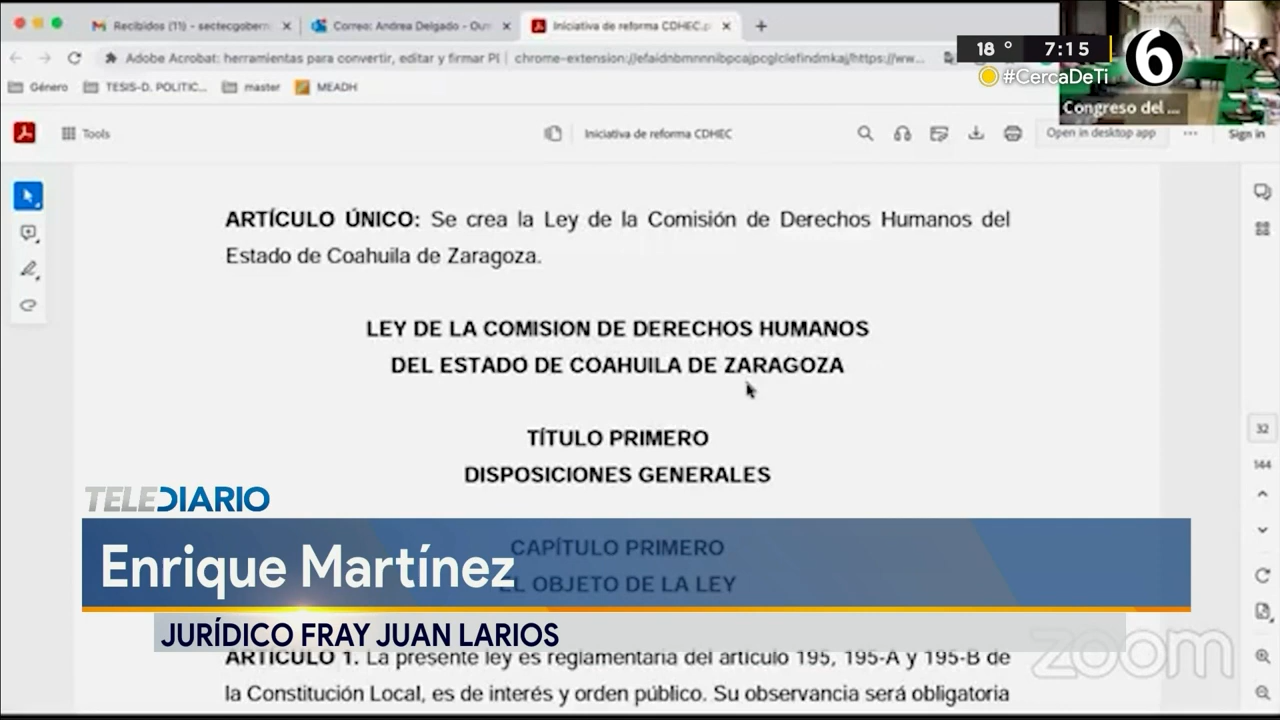 Recibidos (11) - sectecgobern
Correo: Andrea Delgado - Out
Iniciativa de reforma CDHEC.p
Adobe Acrobat: herramientas para convertir, editar y firmar PI
chrome-extension://efaidnbmnnnibpcajpcglclefindmkaj/https://ww...
18 °
7:15
6
#CercaDeTi
Género
TESIS-D. POLITIC...
master
MEADH
Congreso del ...
Tools
Iniciativa de reforma CDHEC
Open in desktop app
Sign in
ARTÍCULO ÚNICO: Se crea la Ley de la Comisión de Derechos Humanos del
Estado de Coahuila de Zaragoza.
LEY DE LA COMISION DE DERECHOS HUMANOS
DEL ESTADO DE COAHUILA DE ZARAGOZA
TÍTULO PRIMERO
DISPOSICIONES GENERALES
32
144
TELEDIARIO
CAPÍTULO PRIMERO
Enrique Martínez
EL OBJETO DE LA LEY
JURÍDICO FRAY JUAN LARIOS
ARTÍCULO 1. La presente ley es reglamentaria del artículo 195, 195-A y 195-B de
la Constitución Local, es de interés y orden público. Su observancia será obligatoria
zoom